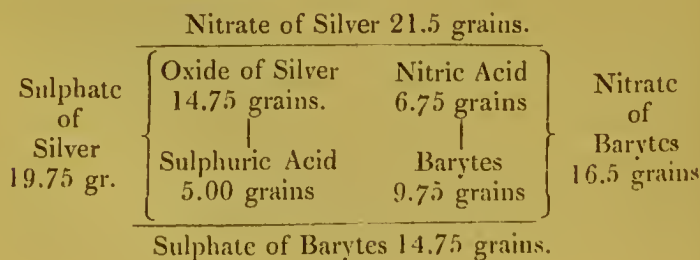 Nitrate of Silver 21.5 grains.
Sulphate
of
Silver
19.75 gr.
Oxide of Silver
14.75 grains.
Nitric Acid
6.75 grains
Sulphuric Acid
5.00 grains
Barytes
9.75 grains
Nitrate
of
Barytes
16.5 grains
Sulphate of Barytes 14.75 grains.